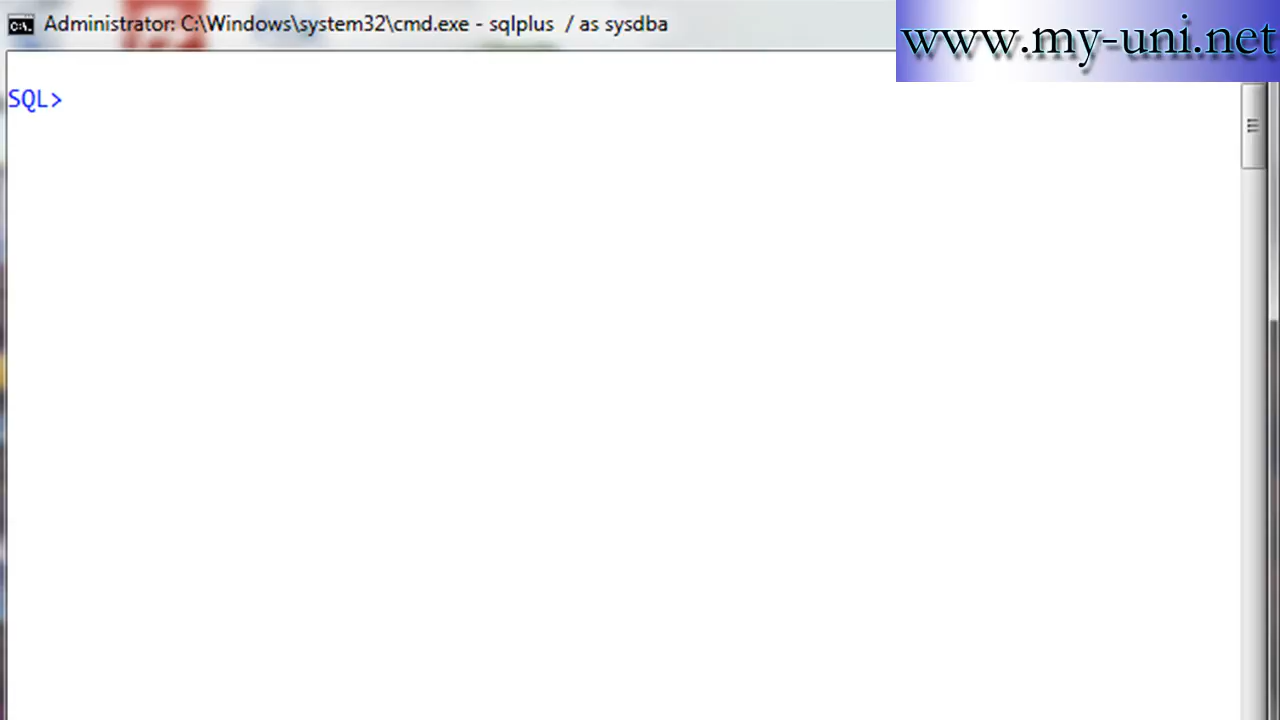 Administrator: C:\Windows\system32\cmd.exe - sqlplus  / as sysdba
www.my-uni.net
SQL>